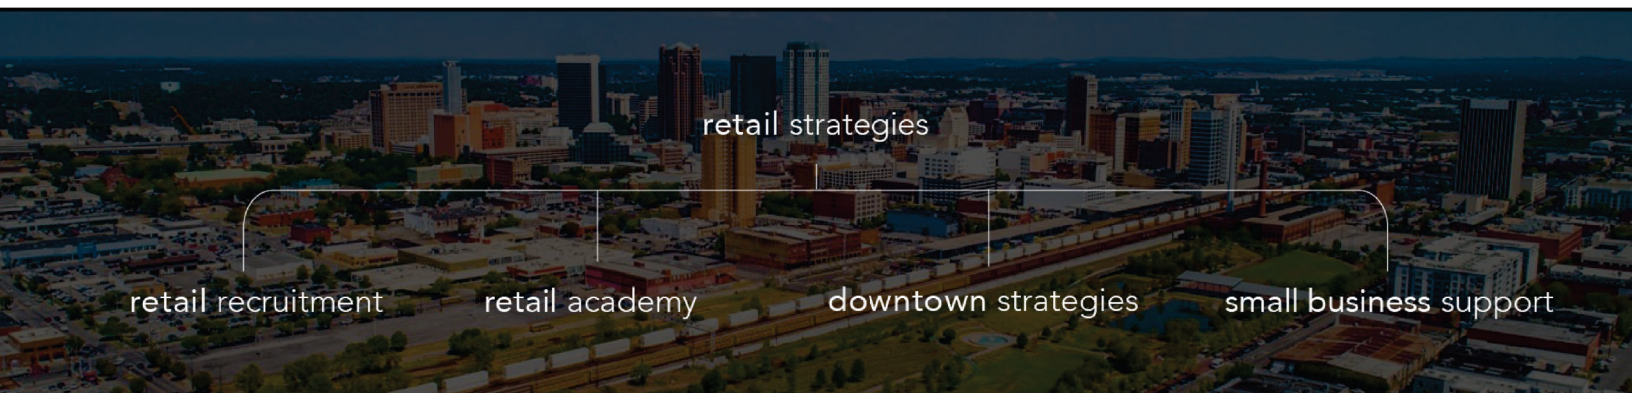 retail strategies
retail recruitment
retail academy
downtown strategies
small business support